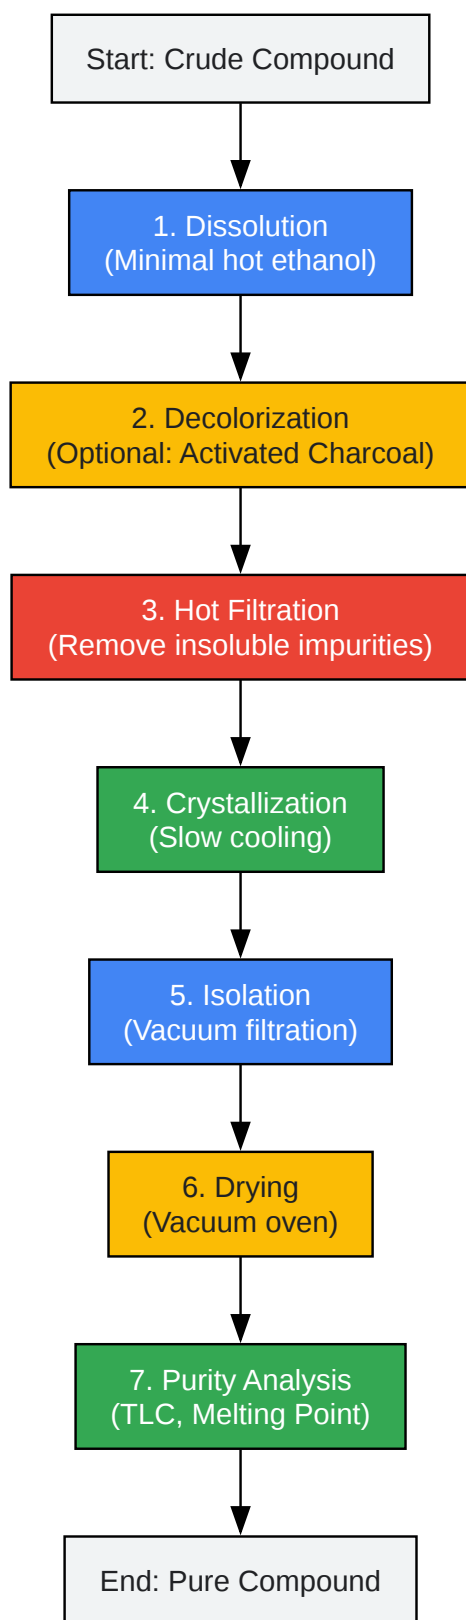 Start: Crude Compound
1. Dissolution
(Minimal hot ethanol)
2. Decolorization
(Optional: Activated Charcoal)
3. Hot Filtration
(Remove insoluble impurities)
4. Crystallization
(Slow cooling)
5. Isolation
(Vacuum filtration)
6. Drying
(Vacuum oven)
7. Purity Analysis
(TLC, Melting Point)
End: Pure Compound